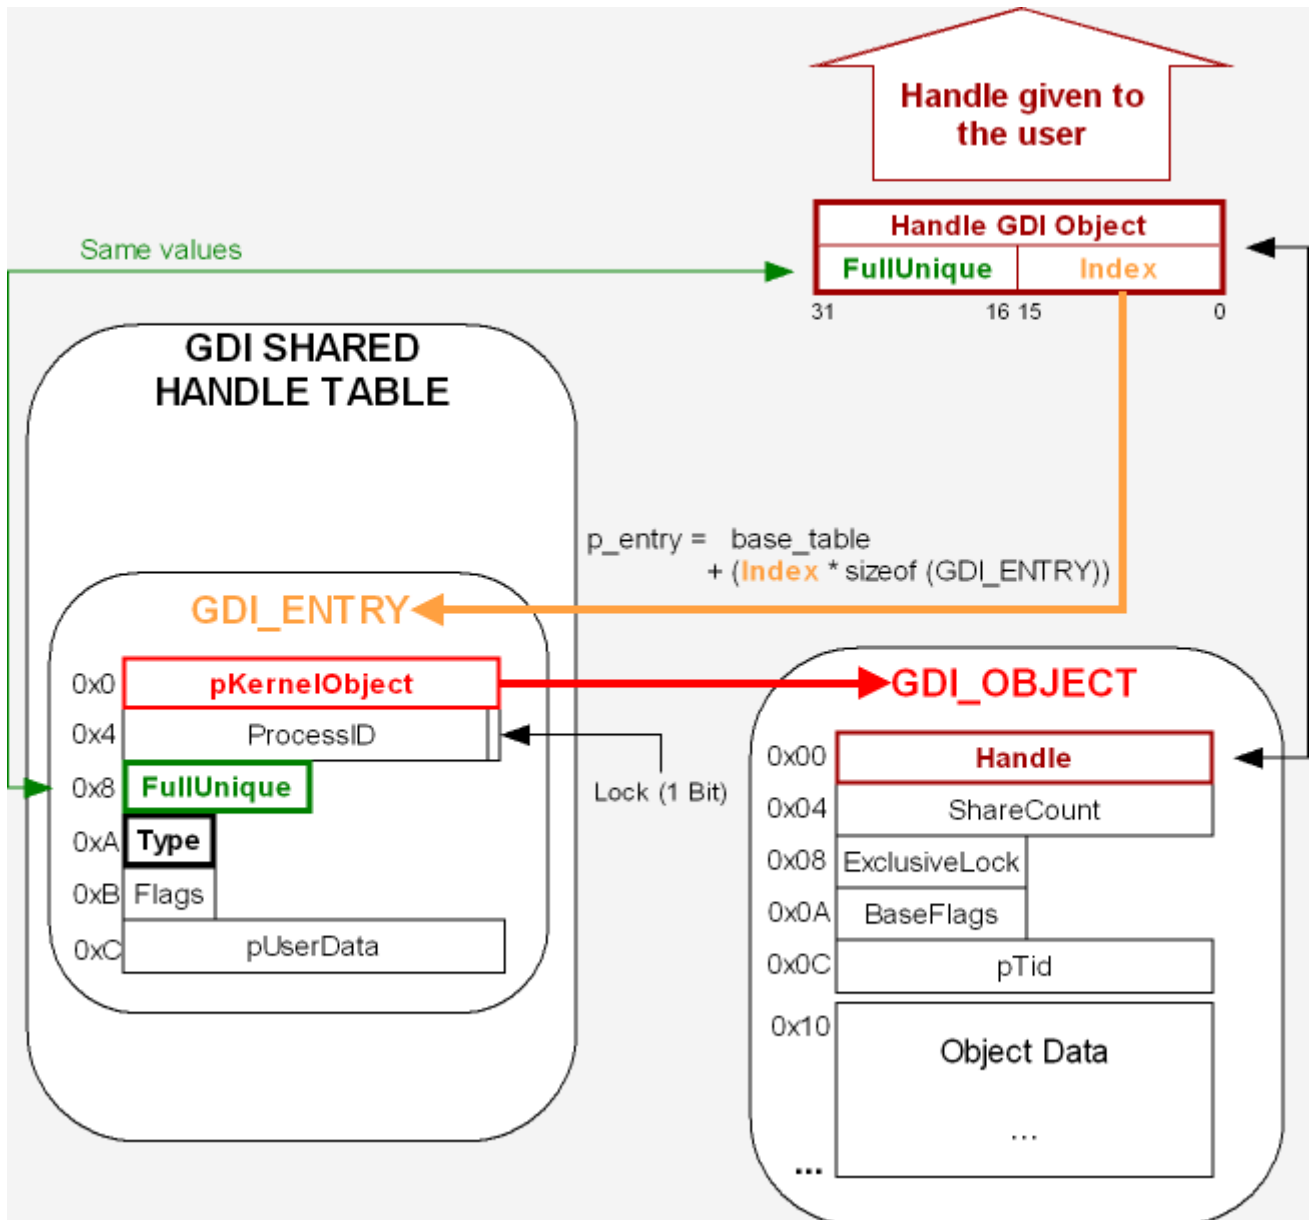 Handle given to
the user
Handle GDI Object
FullUnique Index
31 16 15 0
Same values
GDI SHARED
HANDLE TABLE
p_entry = base_table
+ (Index * sizeof (GDI_ENTRY))
GDI_ENTRY
0x0 pKernelObject
0x4 ProcessID
Lock (1 Bit)
0x8 FullUnique
0xA Type
0xB Flags
0xC pUserData
GDI_OBJECT
0x00 Handle
0x04 ShareCount
0x08 ExclusiveLock
0x0A BaseFlags
0x0C pTid
0x10 Object Data
...
...